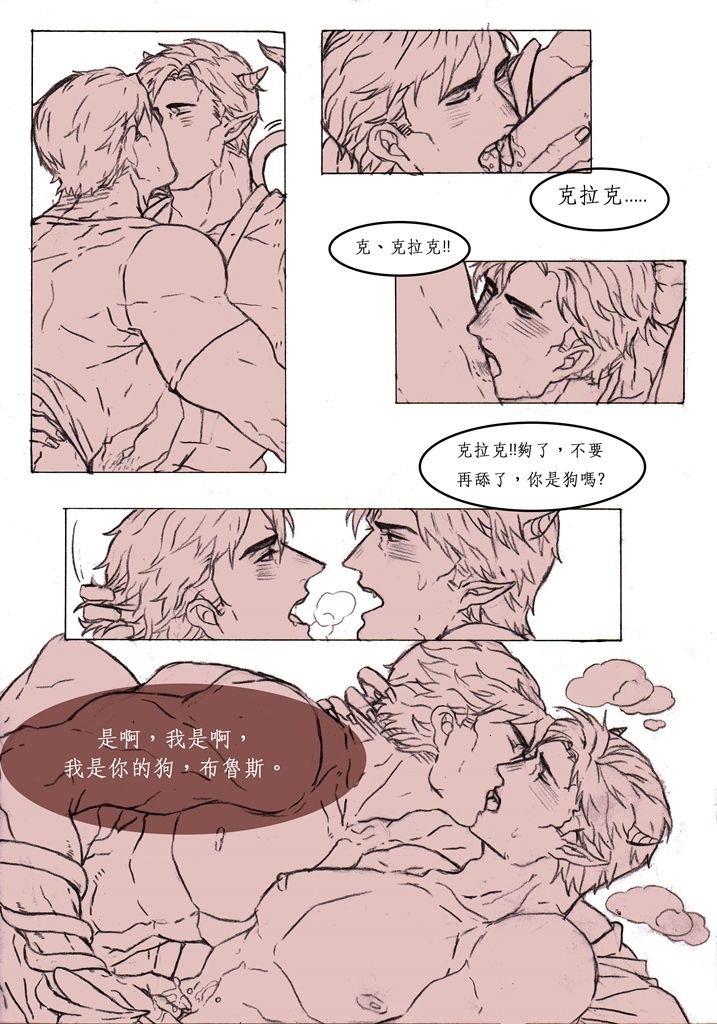 克拉克.....
克、克拉克!!
克拉克!!夠了，不要
再舔了，你是狗嗎?
是啊，我是啊，
我是你的狗，布魯斯。